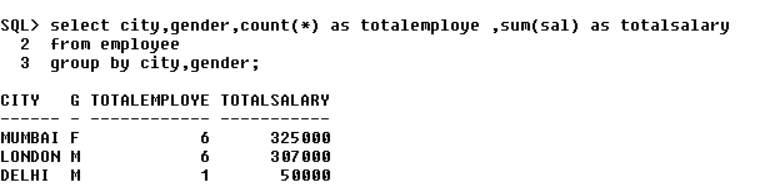 SQL> select city,gender,count(*) as totalemploye ,sum(sal) as totalsalary
  2  from employee
  3  group by city,gender;
CITY   G TOTALEMPLOYE TOTALSALARY
------ - ------------ -----------
MUMBAI F            6      325000
LONDON M            6      307000
DELHI  M            1       50000